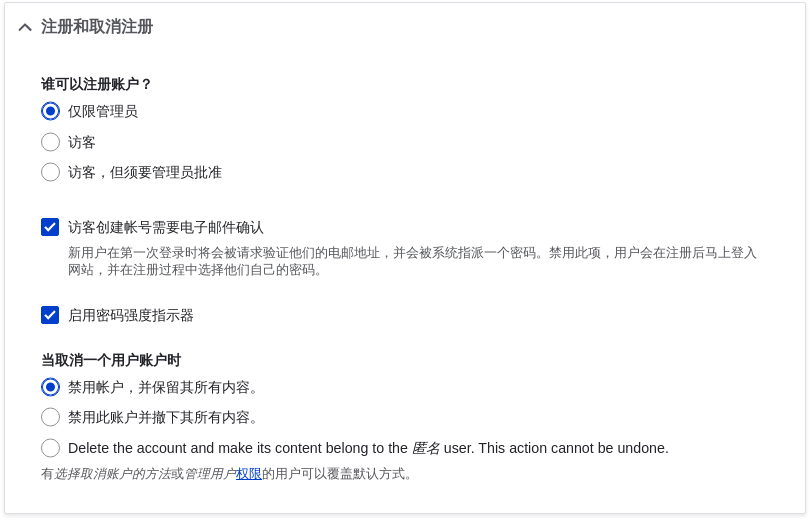 注册和取消注册
谁可以注册账户？
仅限管理员
访客
访客，但须要管理员批准
访客创建帐号需要电子邮件确认
新用户在第一次登录时将会被请求验证他们的电邮地址，并会被系统指派一个密码。禁用此项，用户会在注册后马上登入
网站，并在注册过程中选择他们自己的密码。
启用密码强度指示器
当取消一个用户账户时
禁用帐户，并保留其所有内容。
禁用此账户并撤下其所有内容。
Delete the account and make its content belong to the 匿名 user. This action cannot be undone.
有选择取消账户的方法或管理用户权限的用户可以覆盖默认方式。